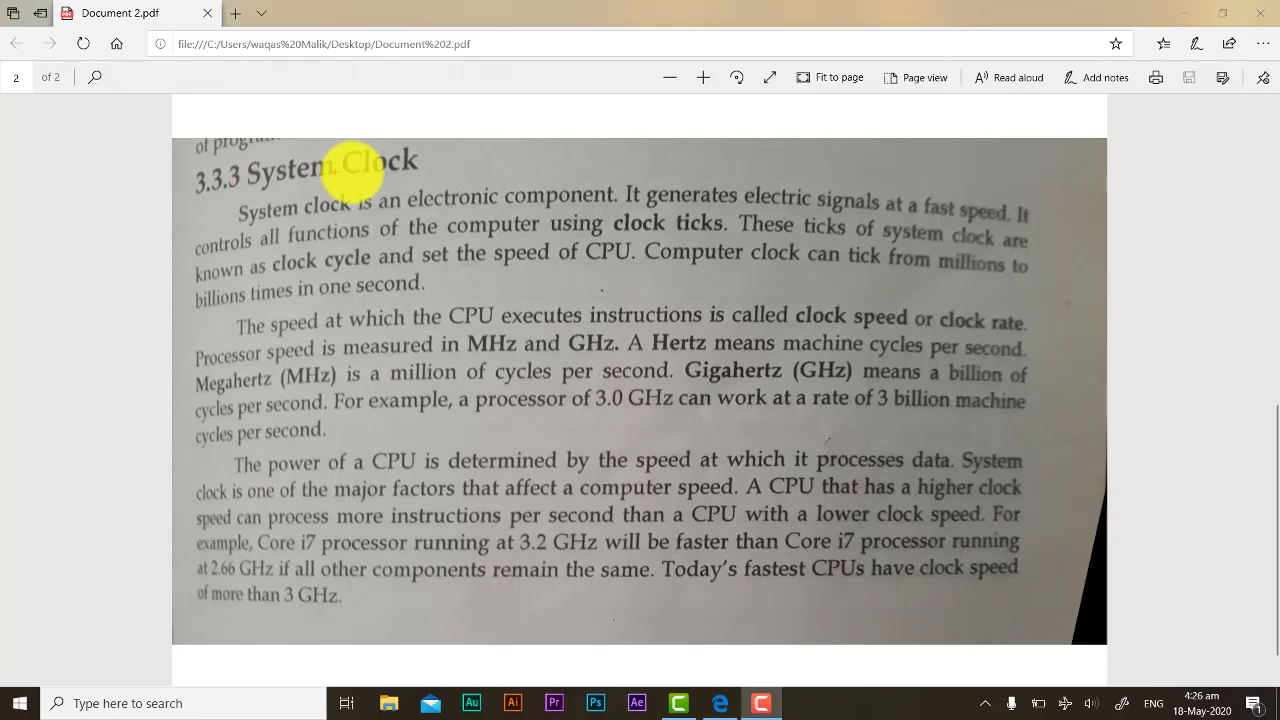 Document 2.pdf
file:///C:/Users/waqas%20Malik/Desktop/Document%202.pdf
2 of 2 Fit to page Page view Read aloud Add notes
3.3.3 System Clock
System clock is an electronic component. It generates electric signals at a fast speed. It
controls all functions of the computer using clock ticks. These ticks of system clock are
known as clock cycle and set the speed of CPU. Computer clock can tick from millions to
billions times in one second.
The speed at which the CPU executes instructions is called clock speed or clock rate.
Processor speed is measured in MHz and GHz. A Hertz means machine cycles per second.
Megahertz (MHz) is a million of cycles per second. Gigahertz (GHz) means a billion of
cycles per second. For example, a processor of 3.0 GHz can work at a rate of 3 billion machine
cycles per second.
The power of a CPU is determined by the speed at which it processes data. System
clock is one of the major factors that affect a computer speed. A CPU that has a higher clock
speed can process more instructions per second than a CPU with a lower clock speed. For
example, Core i7 processor running at 3.2 GHz will be faster than Core i7 processor running
at 2.66 GHz if all other components remain the same. Today's fastest CPUs have clock speed
of more than 3 GHz.
Type here to search
Au Ai Pr Ps Ae
ENG
4:26 am
18-May-2020